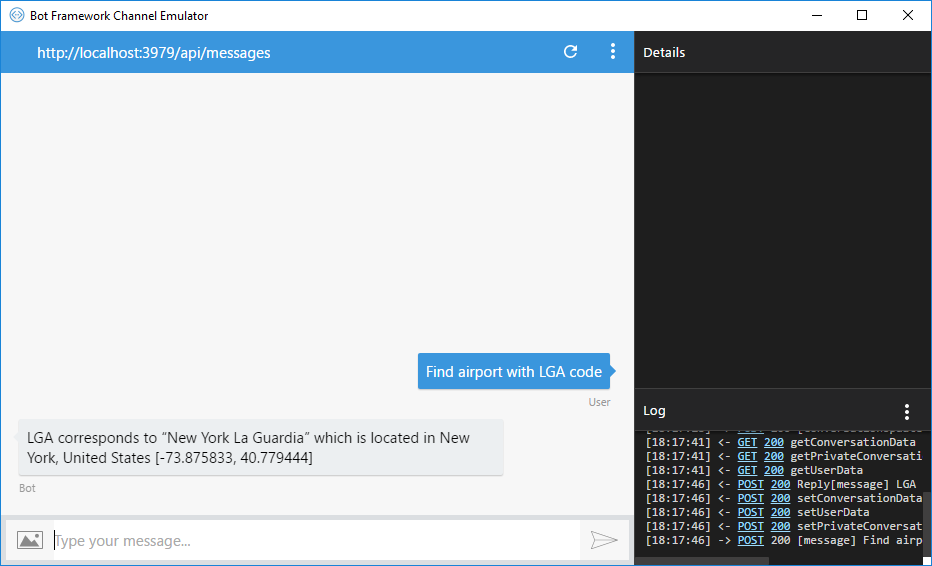 Bot Framework Channel Emulator
http://localhost:3979/api/messages
Details
Find airport with LGA code
User
LGA corresponds to “New York La Guardia” which is located in New
York, United States [-73.875833, 40.779444]
Bot
Type your message...
Log
[18:17:41] <- GET 200 getConversationData
[18:17:41] <- GET 200 getPrivateConversati
[18:17:41] <- GET 200 getUserData
[18:17:46] <- POST 200 Reply[message] LGA
[18:17:46] <- POST 200 setConversationData
[18:17:46] <- POST 200 setUserData
[18:17:46] <- POST 200 setPrivateConversat
[18:17:46] -> POST 200 [message] Find airp